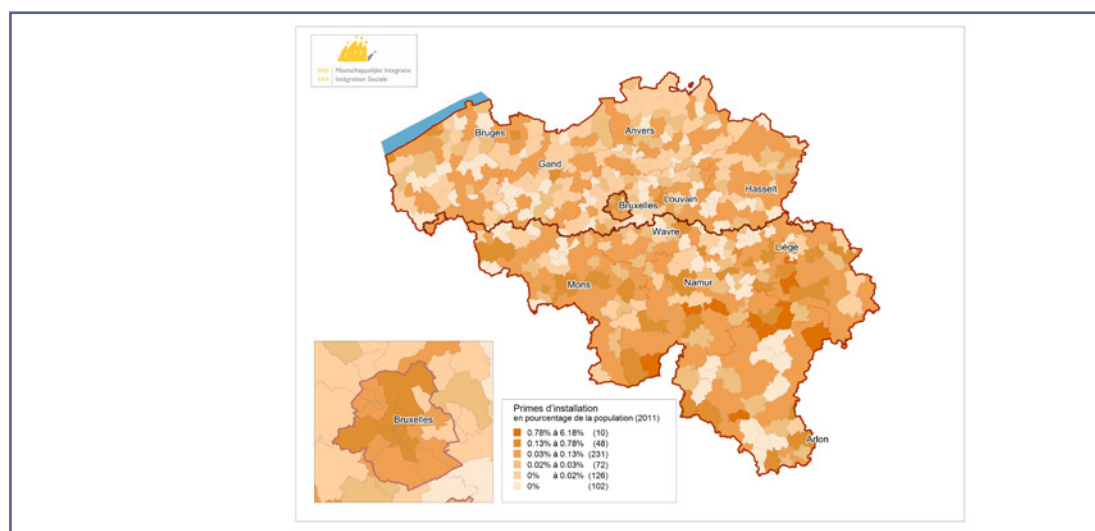 Maatschappelijke Integratie
Intégration Sociale
Bruges
Anvers
Gand
Hasselt
Louvain
Bruxelles
Wavre
Liège
Mons
Namur
Arlon
Bruxelles
Primes d'installation
en pourcentage de la population (2011)
0.78% à 6.18% (10)
0.13% à 0.78% (48)
0.03% à 0.13% (231)
0.02% à 0.03% (72)
0% à 0.02% (126)
0% (102)